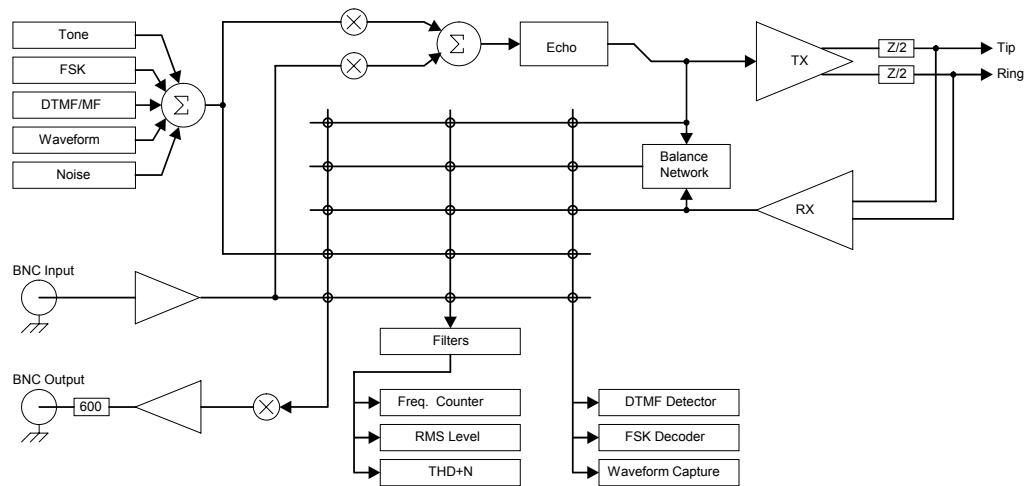 Tone
FSK
DTMF/MF
Waveform
Noise
Σ
Σ
Echo
TX
Z/2
Z/2
Tip
Ring
Balance
Network
RX
BNC Input
Filters
BNC Output
600
Freq. Counter
RMS Level
THD+N
DTMF Detector
FSK Decoder
Waveform Capture